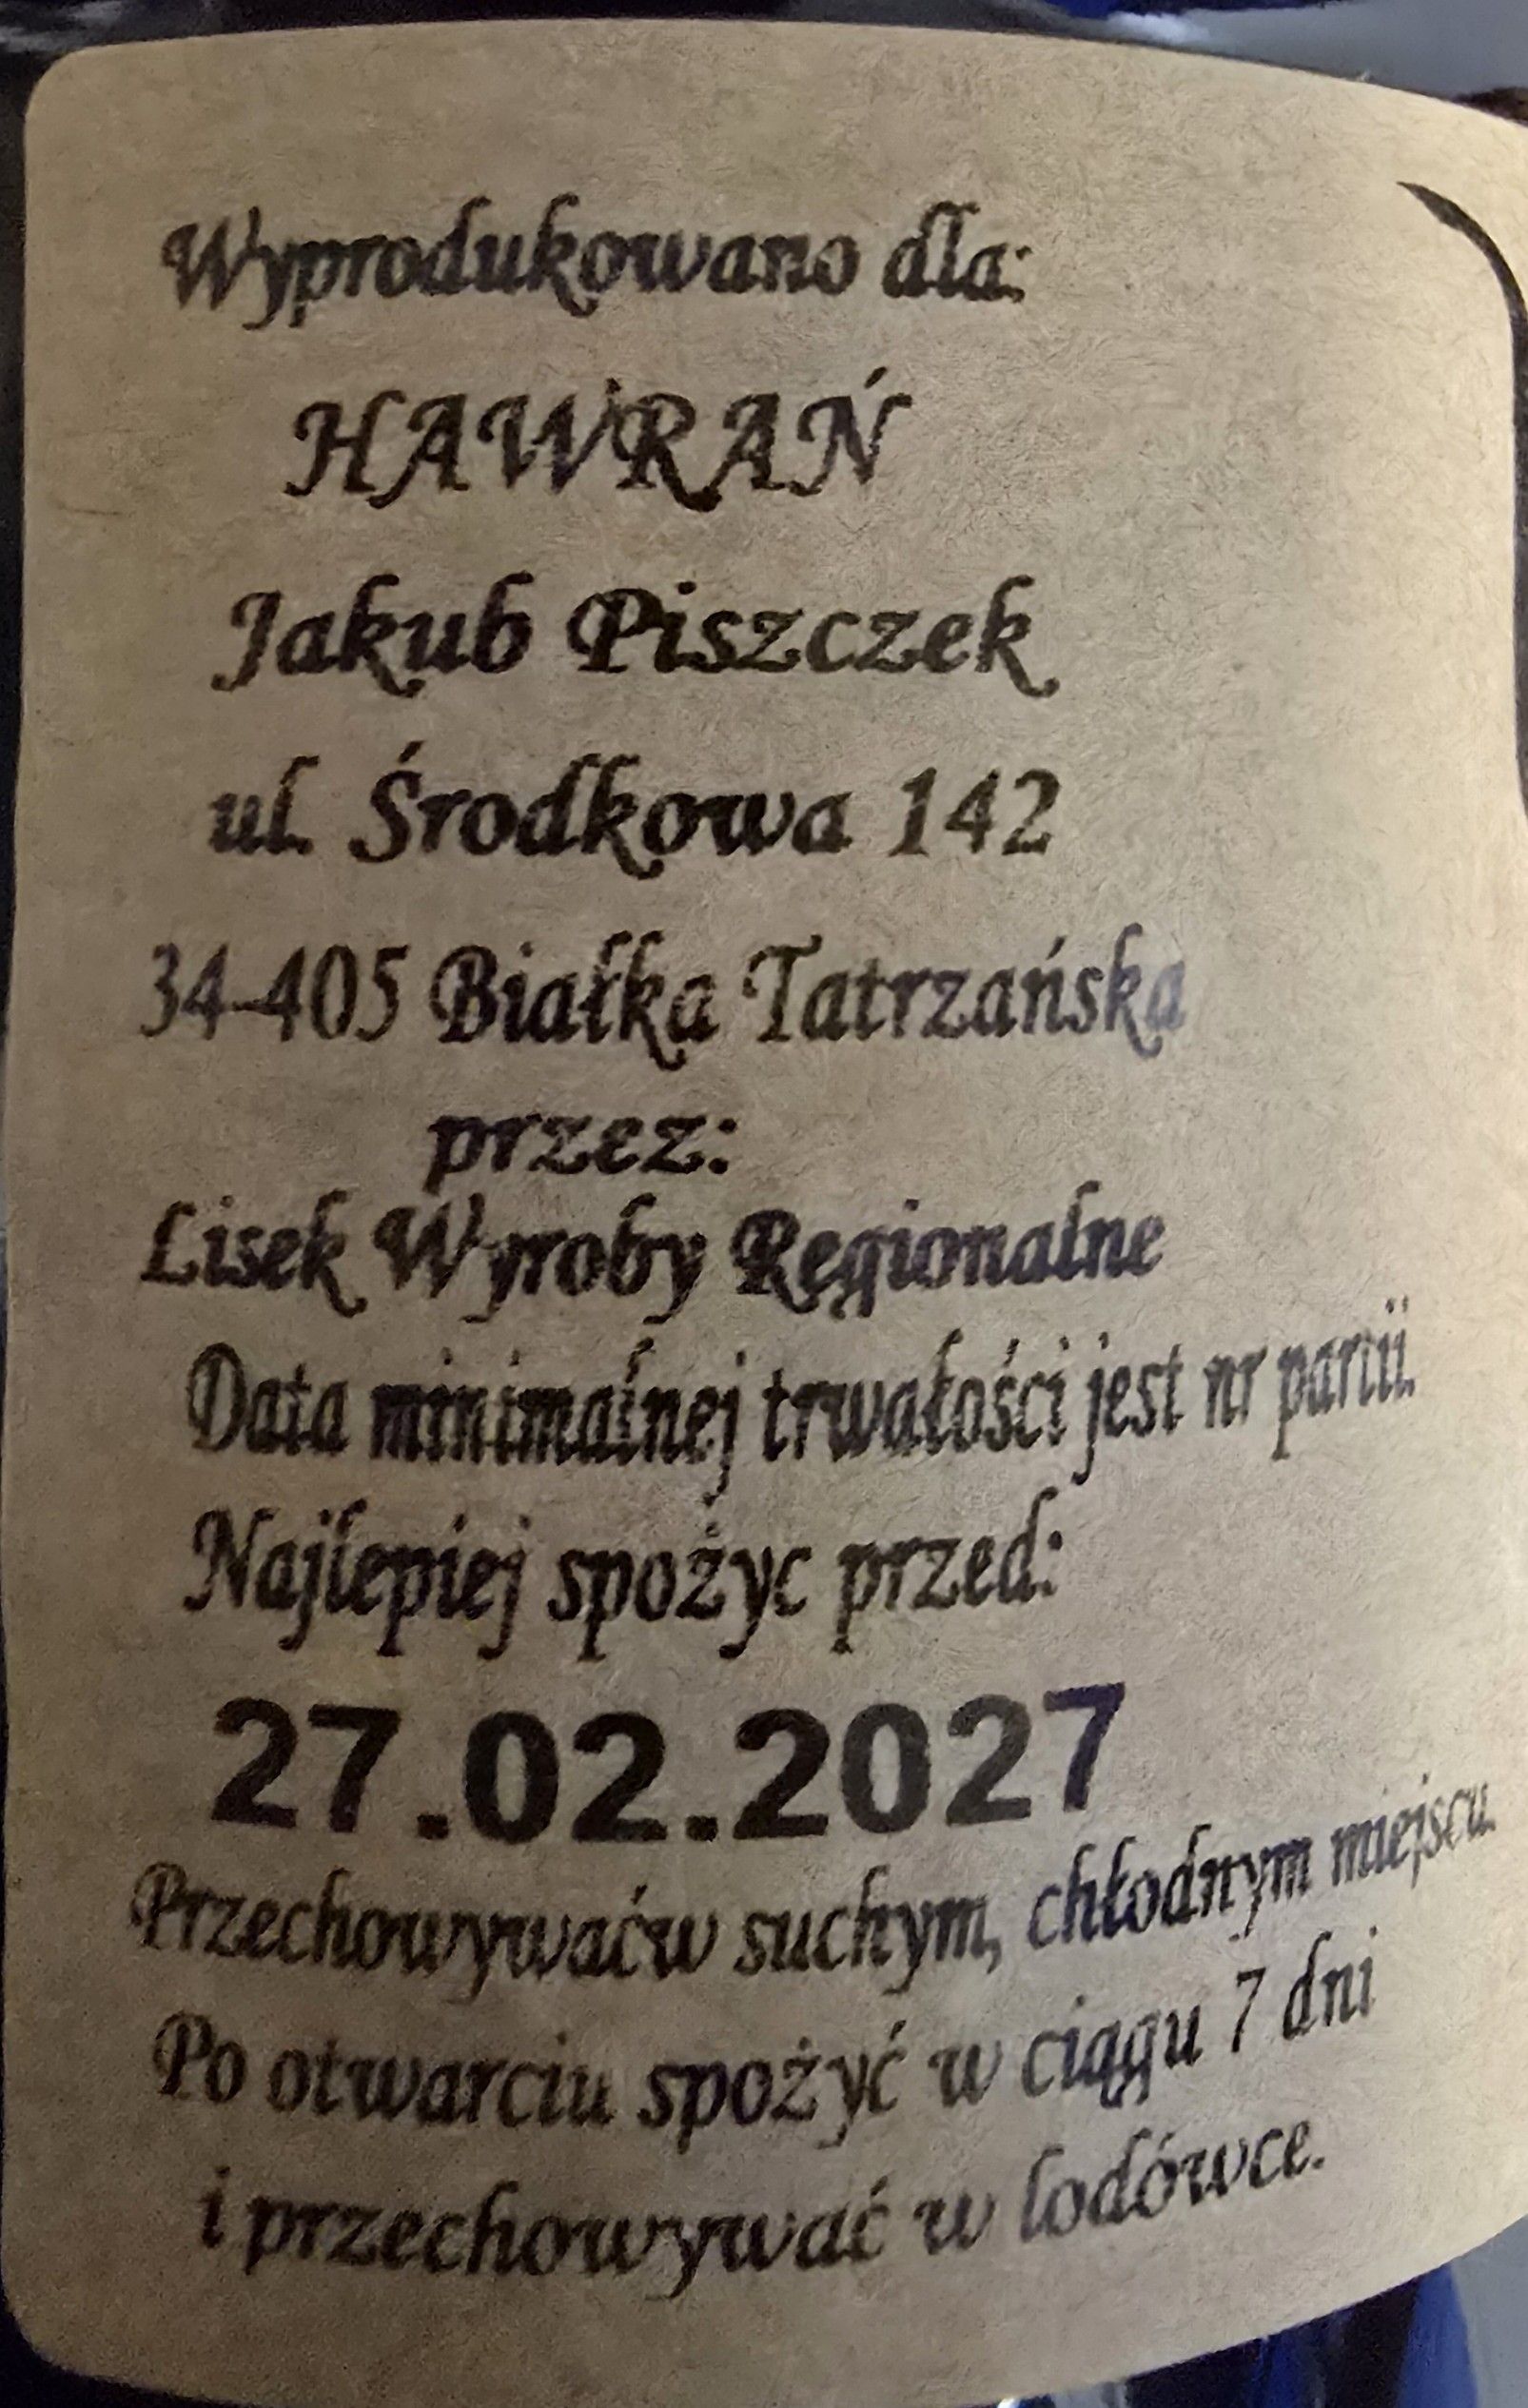 Wyprodukowano dla:
HAWRAŃ
Jakub Piszczek
ul. Środkowa 142
34-405 Białka Tatrzańska
przez:
Lisek Wyroby Regionalne
Data minimalnej trwałości jest nr partii.
Najlepiej spożyc przed:
27.02.2027
Przechowywaćw suchym, chłodnym miejscu.
Po otwarciu spożyć w ciągu 7 dni
i przechowywać w lodówce.